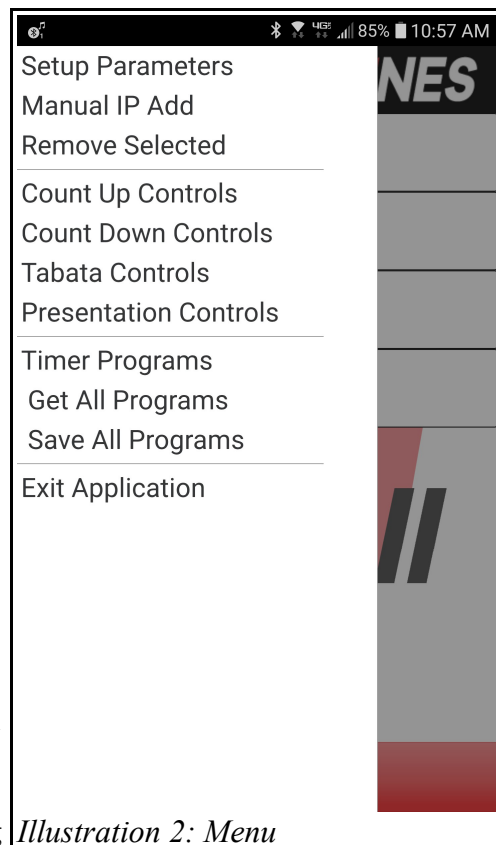 85% 10:57 AM
NES
Setup Parameters
Manual IP Add
Remove Selected
Count Up Controls
Count Down Controls
Tabata Controls
Presentation Controls
Timer Programs
Get All Programs
Save All Programs
Exit Application
Illustration 2: Menu